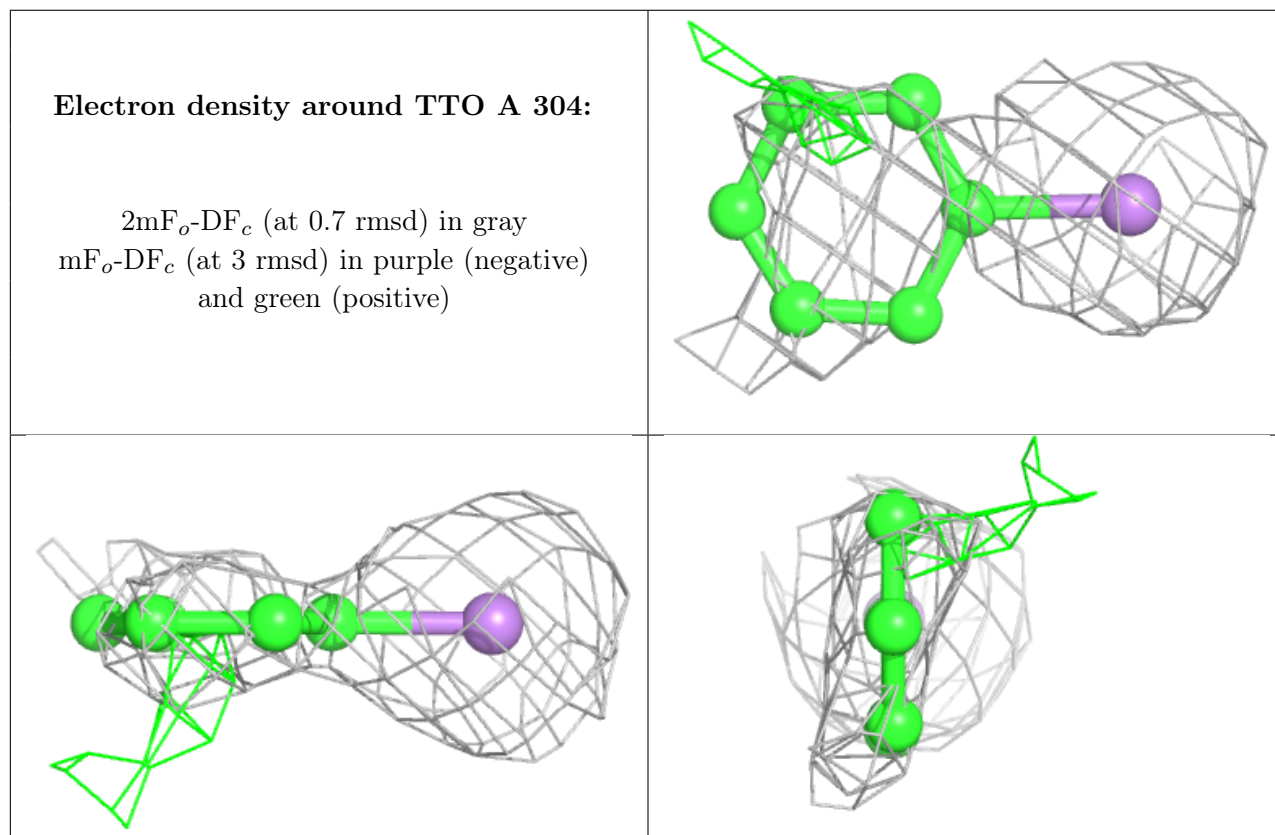 Electron density around TTO A 304:
2mFo-DFc (at 0.7 rmsd) in gray
mFo-DFc (at 3 rmsd) in purple (negative)
and green (positive)